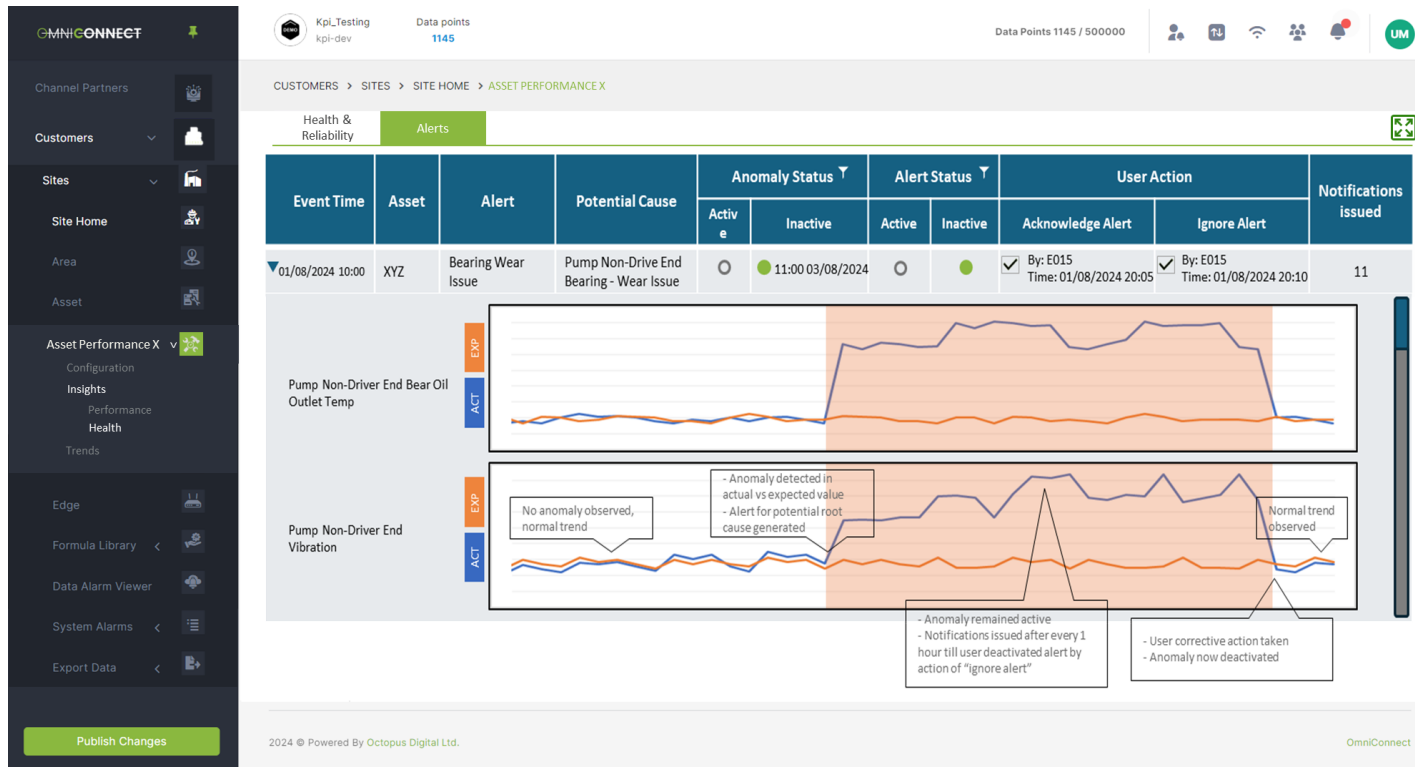 OMNICONNECT
Kpi_Testing
kpi-dev
DEMO
Data points
1145
Data Points 1145 / 500000
UM
Channel Partners
Customers
Sites
Site Home
Area
Asset
Asset Performance X
Configuration
Insights
Performance
Health
Trends
Edge
Formula Library
Data Alarm Viewer
System Alarms
Export Data
Publish Changes
CUSTOMERS > SITES > SITE HOME > ASSET PERFORMANCE X
Health &
Reliability
Alerts
Event Time
Asset
Alert
Potential Cause
Anomaly Status
Activ
e
Inactive
Alert Status
Active
Inactive
User Action
Acknowledge Alert
Ignore Alert
Notifications
issued
01/08/2024 10:00
XYZ
Bearing Wear
Issue
Pump Non-Drive End
Bearing - Wear Issue
11:00 03/08/2024
By: E015
Time: 01/08/2024 20:05
By: E015
Time: 01/08/2024 20:10
11
Pump Non-Driver End Bear Oil
Outlet Temp
EXP
ACT
Pump Non-Driver End
Vibration
EXP
ACT
No anomaly observed,
normal trend
- Anomaly detected in
actual vs expected value
- Alert for potential root
cause generated
Normal trend
observed
- Anomaly remained active
- Notifications issued after every 1
hour till user deactivated alert by
action of "Ignore alert"
- User corrective action taken
- Anomaly now deactivated
2024 © Powered By Octopus Digital Ltd.
OmniConnect